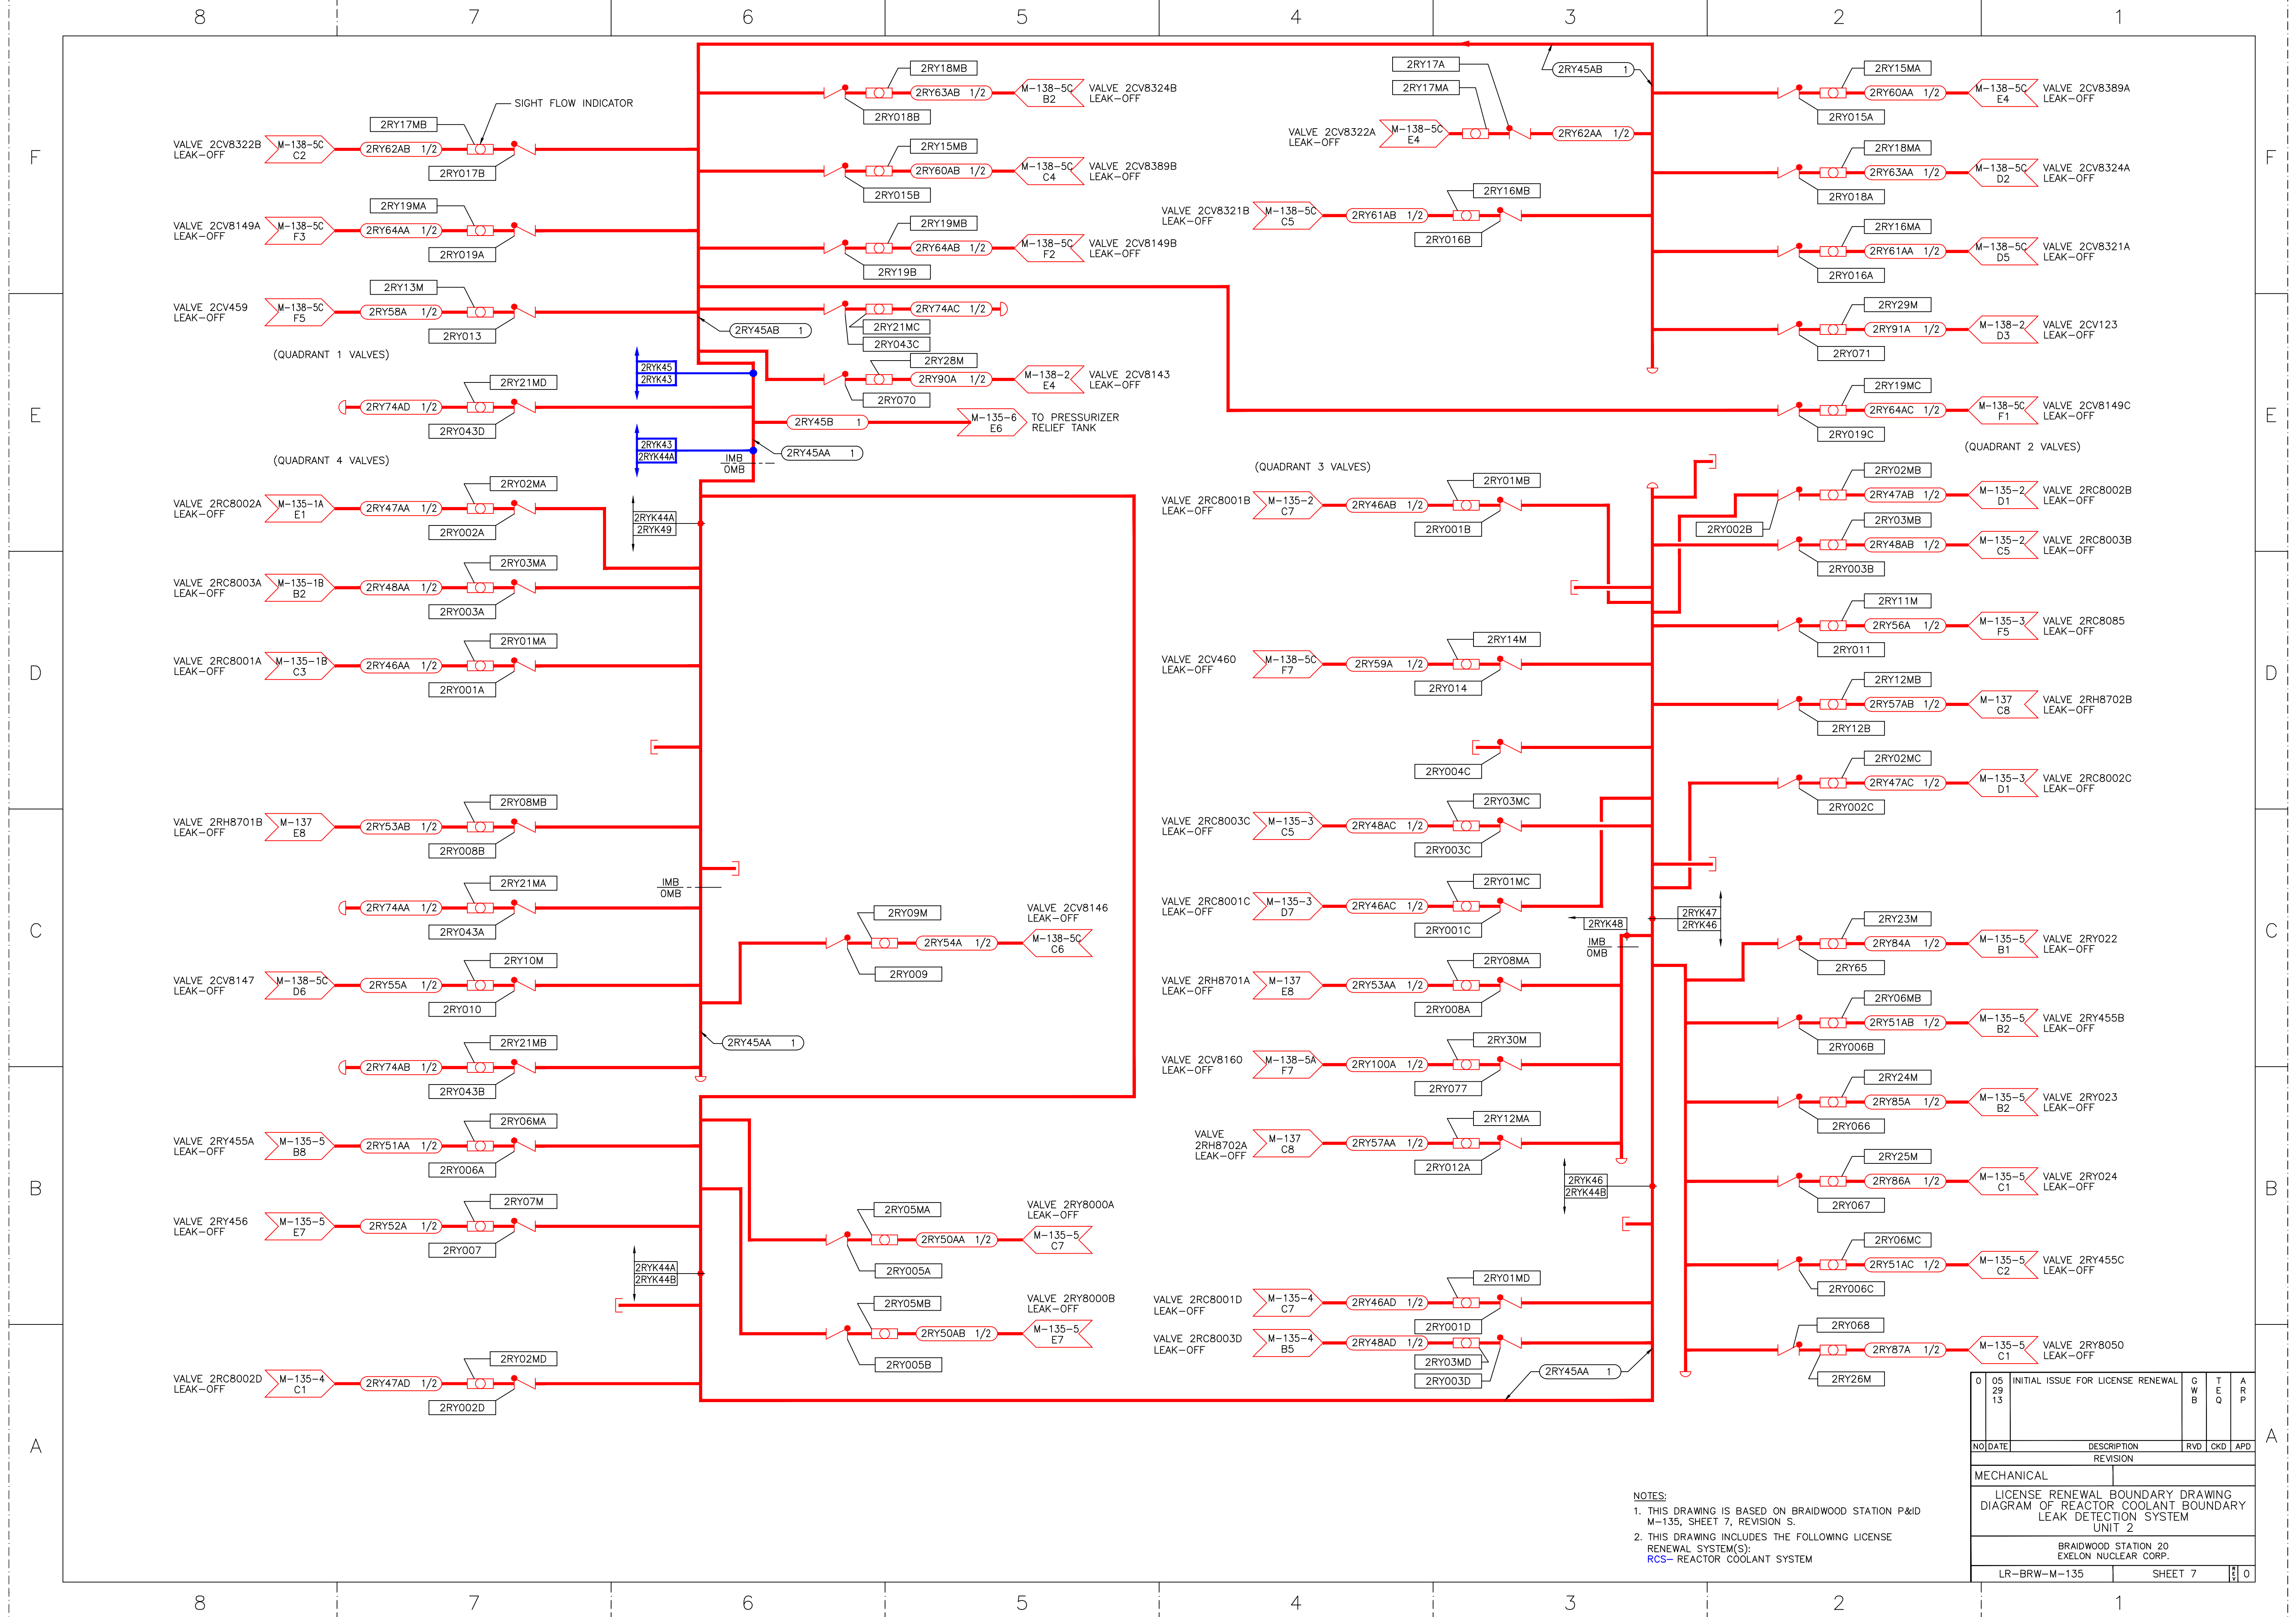 8 7 6 5 4 3 2 1
F
E
D
C
B
A
SIGHT FLOW INDICATOR
2RY17MB
VALVE 2CV8322B
LEAK-OFF
M-138-5C
C2
2RY62AB 1/2
2RY017B
2RY19MA
VALVE 2CV8149A
LEAK-OFF
M-138-5C
F3
2RY64AA 1/2
2RY019A
2RY13M
VALVE 2CV459
LEAK-OFF
M-138-5C
F5
2RY58A 1/2
2RY013
(QUADRANT 1 VALVES)
2RY21MD
2RY74AD 1/2
2RY043D
(QUADRANT 4 VALVES)
2RY02MA
VALVE 2RC8002A
LEAK-OFF
M-135-1A
E1
2RY47AA 1/2
2RY002A
2RY03MA
VALVE 2RC8003A
LEAK-OFF
M-135-1B
B2
2RY48AA 1/2
2RY003A
2RY01MA
VALVE 2RC8001A
LEAK-OFF
M-135-1B
C3
2RY46AA 1/2
2RY001A
2RY08MB
VALVE 2RH8701B
LEAK-OFF
M-137
E8
2RY53AB 1/2
2RY008B
2RY21MA
2RY74AA 1/2
2RY043A
2RY10M
VALVE 2CV8147
LEAK-OFF
M-138-5C
D6
2RY55A 1/2
2RY010
2RY21MB
2RY74AB 1/2
2RY043B
2RY06MA
VALVE 2RY455A
LEAK-OFF
M-135-5
B8
2RY51AA 1/2
2RY006A
2RY07M
VALVE 2RY456
LEAK-OFF
M-135-5
E7
2RY52A 1/2
2RY007
2RY02MD
VALVE 2RC8002D
LEAK-OFF
M-135-4
C1
2RY47AD 1/2
2RY002D
2RY18MB
2RY63AB 1/2
M-138-5C
B2
VALVE 2CV8324B
LEAK-OFF
2RY018B
2RY15MB
2RY60AB 1/2
M-138-5C
C4
VALVE 2CV8389B
LEAK-OFF
2RY015B
2RY19MB
2RY64AB 1/2
M-138-5C
F2
VALVE 2CV8149B
LEAK-OFF
2RY19B
2RY74AC 1/2
2RY21MC
2RY043C
2RY45AB 1
2RY28M
2RY90A 1/2
M-138-2
E4
VALVE 2CV8143
LEAK-OFF
2RY070
2RYK45
2RYK43
2RY45B 1
M-135-6
E6
TO PRESSURIZER
RELIEF TANK
2RYK43
2RYK44A
2RY45AA 1
IMB
OMB
2RYK44A
2RYK49
IMB
OMB
2RY09M
VALVE 2CV8146
LEAK-OFF
2RY54A 1/2
M-138-5C
C6
2RY009
2RY45AA 1
2RY05MA
VALVE 2RY8000A
LEAK-OFF
2RY50AA 1/2
M-135-5
C7
2RY005A
2RYK44A
2RYK44B
2RY05MB
VALVE 2RY8000B
LEAK-OFF
2RY50AB 1/2
M-135-5
E7
2RY005B
2RY17A
2RY17MA
2RY45AB 1
VALVE 2CV8322A
LEAK-OFF
M-138-5C
E4
2RY62AA 1/2
2RY16MB
VALVE 2CV8321B
LEAK-OFF
M-138-5C
C5
2RY61AB 1/2
2RY016B
(QUADRANT 3 VALVES)
2RY01MB
VALVE 2RC8001B
LEAK-OFF
M-135-2
C7
2RY46AB 1/2
2RY001B
2RY14M
VALVE 2CV460
LEAK-OFF
M-138-5C
F7
2RY59A 1/2
2RY014
2RY004C
2RY03MC
VALVE 2RC8003C
LEAK-OFF
M-135-3
C5
2RY48AC 1/2
2RY003C
2RY01MC
VALVE 2RC8001C
LEAK-OFF
M-135-3
D7
2RY46AC 1/2
2RY001C
2RYK48
IMB
OMB
2RYK47
2RYK46
2RY08MA
VALVE 2RH8701A
LEAK-OFF
M-137
E8
2RY53AA 1/2
2RY008A
2RY30M
VALVE 2CV8160
LEAK-OFF
M-138-5A
F7
2RY100A 1/2
2RY077
2RY12MA
VALVE
2RH8702A
LEAK-OFF
M-137
C8
2RY57AA 1/2
2RY012A
2RYK46
2RYK44B
2RY01MD
VALVE 2RC8001D
LEAK-OFF
M-135-4
C7
2RY46AD 1/2
2RY001D
VALVE 2RC8003D
LEAK-OFF
M-135-4
B5
2RY48AD 1/2
2RY03MD
2RY003D
2RY45AA 1
2RY15MA
2RY60AA 1/2
M-138-5C
E4
VALVE 2CV8389A
LEAK-OFF
2RY015A
2RY18MA
2RY63AA 1/2
M-138-5C
D2
VALVE 2CV8324A
LEAK-OFF
2RY018A
2RY16MA
2RY61AA 1/2
M-138-5C
D5
VALVE 2CV8321A
LEAK-OFF
2RY016A
2RY29M
2RY91A 1/2
M-138-2
D3
VALVE 2CV123
LEAK-OFF
2RY071
2RY19MC
2RY64AC 1/2
M-138-5C
F1
VALVE 2CV8149C
LEAK-OFF
2RY019C
(QUADRANT 2 VALVES)
2RY02MB
2RY47AB 1/2
M-135-2
D1
VALVE 2RC8002B
LEAK-OFF
2RY002B
2RY03MB
2RY48AB 1/2
M-135-2
C5
VALVE 2RC8003B
LEAK-OFF
2RY003B
2RY11M
2RY56A 1/2
M-135-3
F5
VALVE 2RC8085
LEAK-OFF
2RY011
2RY12MB
2RY57AB 1/2
M-137
C8
VALVE 2RH8702B
LEAK-OFF
2RY12B
2RY02MC
2RY47AC 1/2
M-135-3
D1
VALVE 2RC8002C
LEAK-OFF
2RY002C
2RY23M
2RY84A 1/2
M-135-5
B1
VALVE 2RY022
LEAK-OFF
2RY65
2RY06MB
2RY51AB 1/2
M-135-5
B2
VALVE 2RY455B
LEAK-OFF
2RY006B
2RY24M
2RY85A 1/2
M-135-5
B2
VALVE 2RY023
LEAK-OFF
2RY066
2RY25M
2RY86A 1/2
M-135-5
C1
VALVE 2RY024
LEAK-OFF
2RY067
2RY06MC
2RY51AC 1/2
M-135-5
C2
VALVE 2RY455C
LEAK-OFF
2RY006C
2RY068
2RY87A 1/2
M-135-5
C1
VALVE 2RY8050
LEAK-OFF
2RY26M
NOTES:
1. THIS DRAWING IS BASED ON BRAIDWOOD STATION P&ID
M-135, SHEET 7, REVISION S.
2. THIS DRAWING INCLUDES THE FOLLOWING LICENSE
RENEWAL SYSTEM(S):
RCS- REACTOR COOLANT SYSTEM
0 05 INITIAL ISSUE FOR LICENSE RENEWAL G T A
29 W E R
13 B Q P
NO DATE DESCRIPTION RVD CKD APD
REVISION
MECHANICAL
LICENSE RENEWAL BOUNDARY DRAWING
DIAGRAM OF REACTOR COOLANT BOUNDARY
LEAK DETECTION SYSTEM
UNIT 2
BRAIDWOOD STATION 20
EXELON NUCLEAR CORP.
LR-BRW-M-135 SHEET 7 REV 0
F
E
D
C
B
A
8 7 6 5 4 3 2 1